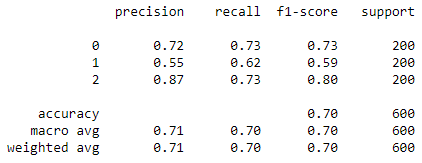 precision recall f1-score support
0 0.72 0.73 0.73 200
1 0.55 0.62 0.59 200
2 0.87 0.73 0.80 200
accuracy 0.70 600
macro avg 0.71 0.70 0.70 600
weighted avg 0.71 0.70 0.70 600